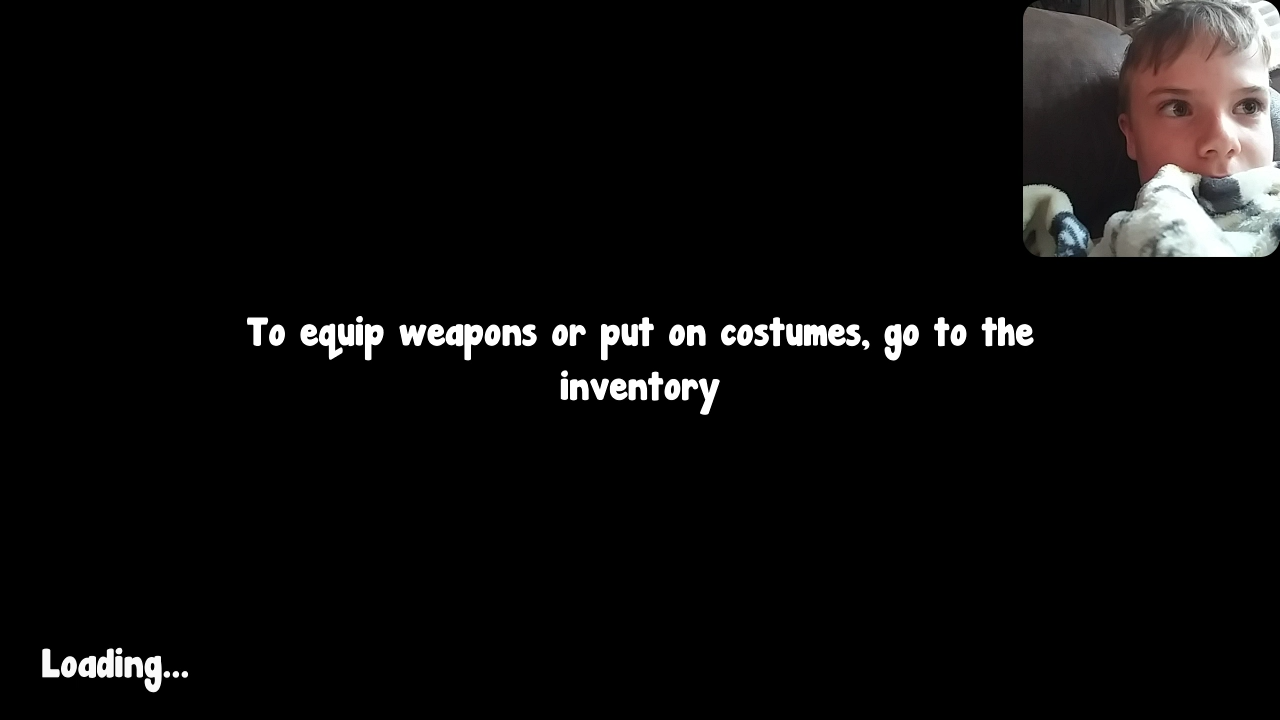 To equip weapons or put on costumes, go to the
inventory
Loading...